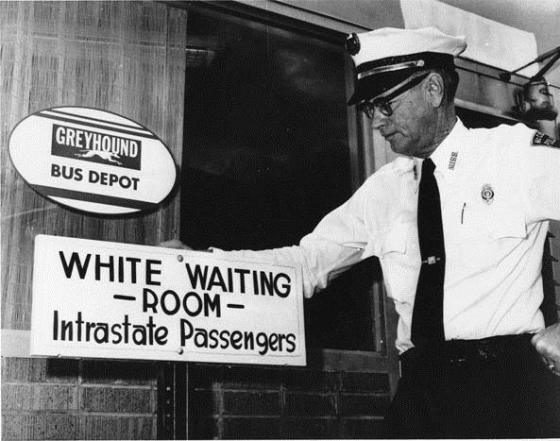 GREYHOUND
BUS DEPOT
WHITE WAITING
-ROOM-
Intrastate Passengers